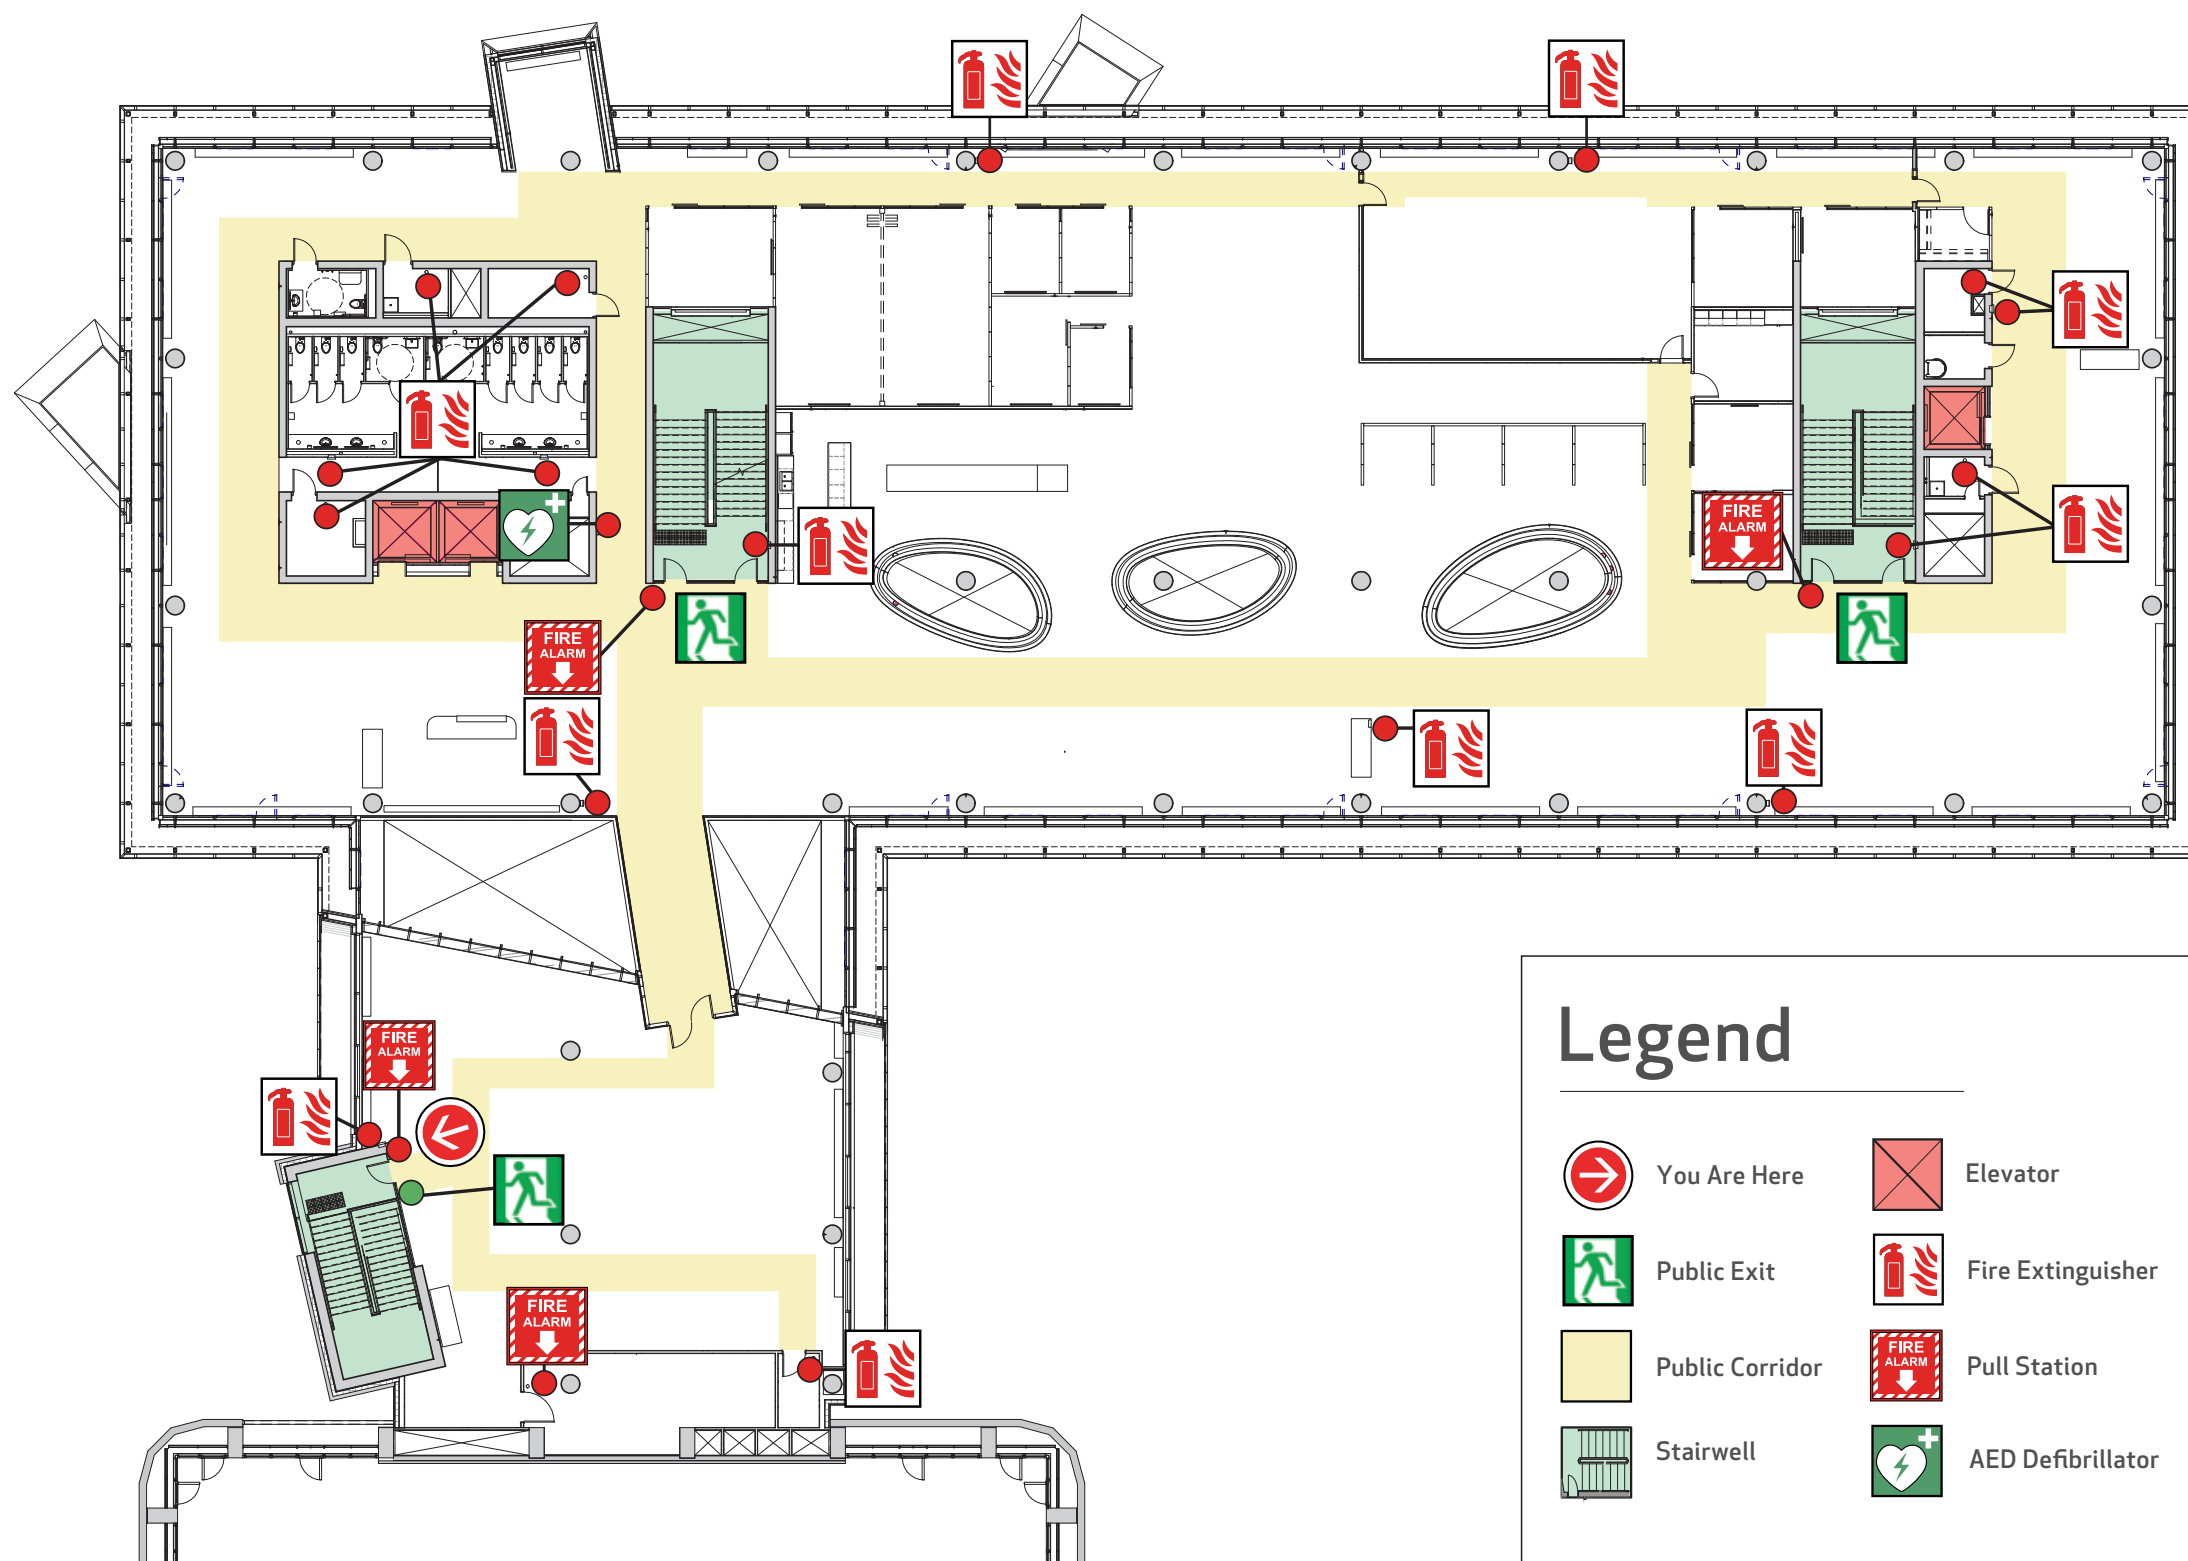 FIRE
ALARM
FIRE
ALARM
FIRE
ALARM
FIRE
ALARM
Legend
You Are Here
Elevator
Public Exit
Fire Extinguisher
Public Corridor
FIRE
ALARM
Pull Station
Stairwell
AED Defibrillator